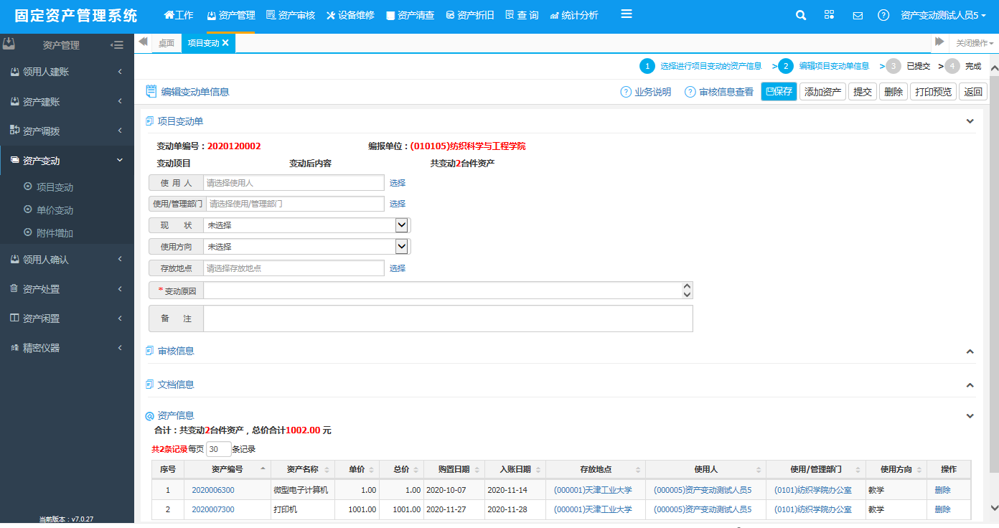 固定资产管理系统 工作 资产管理 资产审核 设备维修 资产清查 资产折旧 查 询 统计分析 资产变动测试人员5
资产管理 桌面 项目变动 关闭操作
1 选择进行项目变动的资产信息 > 2 编辑项目变动单信息 > 3 已提交 > 4 完成
领用人建账
资产建账
资产调拨
资产变动
项目变动
单价变动
附件增加
领用人确认
资产处置
资产闲置
精密仪器
当前版本：v7.0.27
编辑变动单信息 业务说明 审核信息查看 保存 添加资产 提交 删除 打印预览 返回
项目变动单
变动单编号：2020120002 编报单位：(010105)纺织科学与工程学院
变动项目 变动后内容 共变动2台件资产
使 用 人 请选择使用人 选择
使用/管理部门 请选择使用/管理部门 选择
现 状 未选择
使用方向 未选择
存放地点 请选择存放地点 选择
* 变动原因
备 注
审核信息
文档信息
资产信息
合计：共变动2台件资产，总价合计1002.00 元
共2条记录每页 30 条记录
序号 资产编号 资产名称 单价 总价 购置日期 入账日期 存放地点 使用人 使用/管理部门 使用方向 操作
1 2020006300 微型电子计算机 1.00 1.00 2020-10-07 2020-11-14 (000001)天津工业大学 (000005)资产变动测试人员5 (0101)纺织学院办公室 教学 删除
2 2020007300 打印机 1001.00 1001.00 2020-11-27 2020-11-28 (000001)天津工业大学 (000005)资产变动测试人员5 (0101)纺织学院办公室 教学 删除